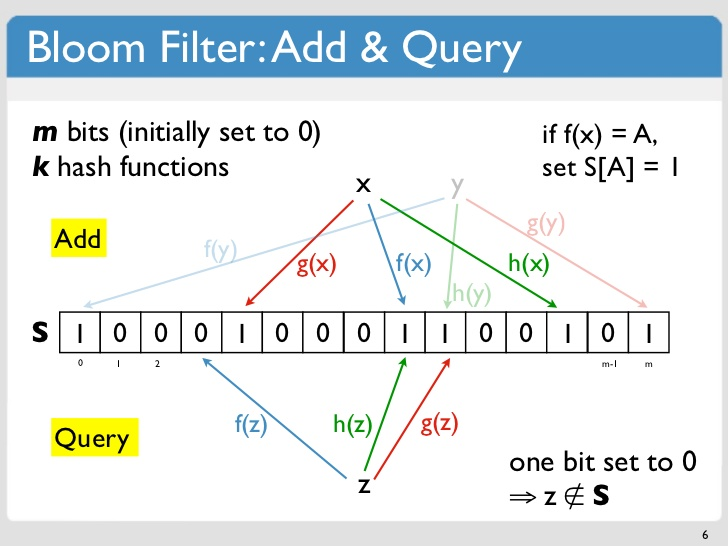 Bloom Filter: Add & Query
m bits (initially set to 0)
k hash functions
if f(x) = A,
set S[A] = 1
x
y
Add
f(y)
g(x)
f(x)
h(y)
h(x)
g(y)
S 1 0 0 0 1 0 0 0 1 1 0 0 1 0 1
0 1 2 m-1 m
Query
f(z)
h(z)
g(z)
z
one bit set to 0
⇒ z ∉ S
6